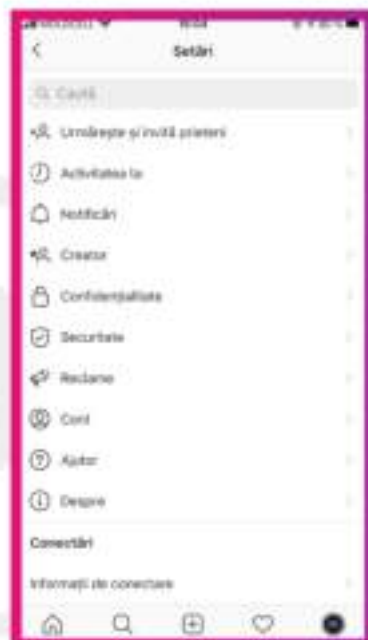 Setări
Caută
Urmărește și invită prieteni
Activitatea ta
Notificări
Creator
Confidențialitate
Securitate
Reclame
Cont
Ajutor
Despre
Conectări
Informații de conectare